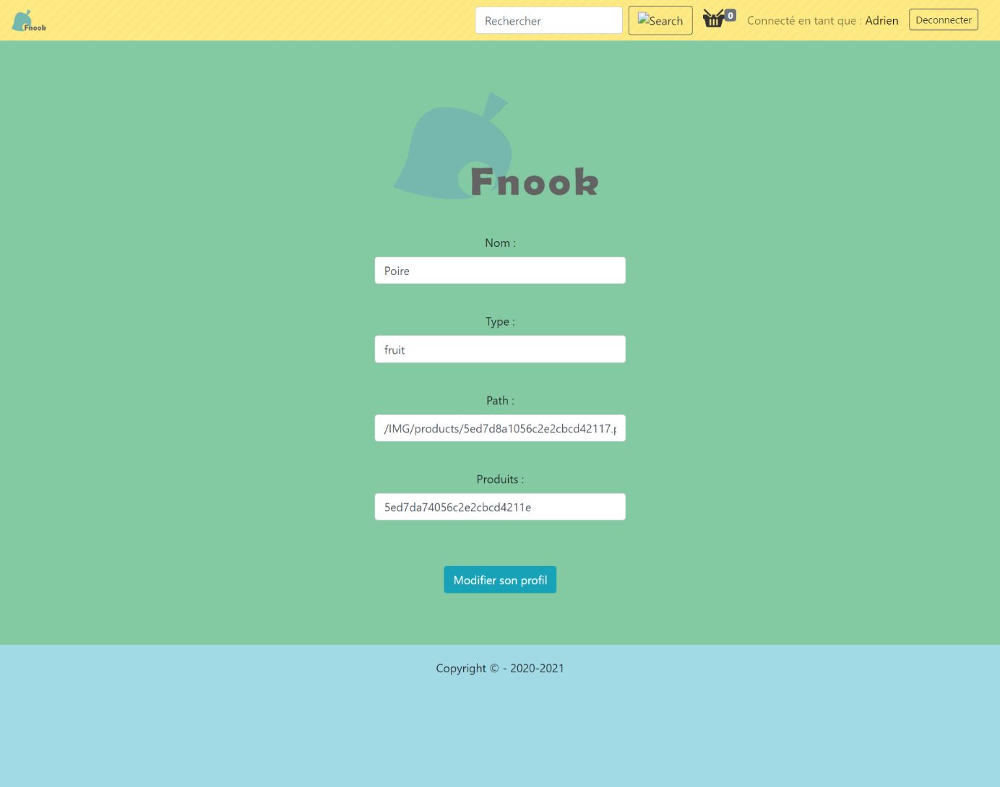 Fnook
Rechercher
Search
0
Connecté en tant que : Adrien
Deconnecter
Fnook
Nom :
Poire
Type :
fruit
Path :
/IMG/products/5ed7d8a1056c2e2cbcd42117.p
Produits :
5ed7da74056c2e2cbcd4211e
Modifier son profil
Copyright © - 2020-2021